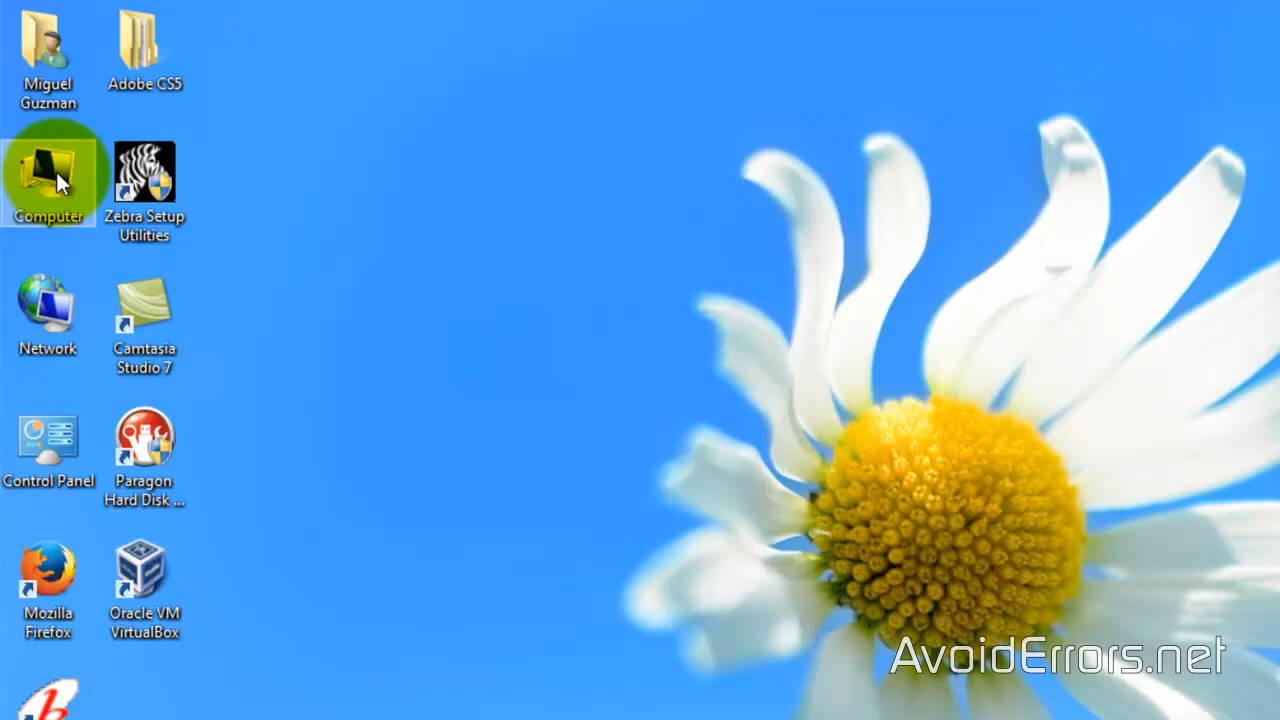 Miguel
Guzman
Adobe CS5
Computer
Zebra Setup
Utilities
Network
Camtasia
Studio 7
Control Panel
Paragon
Hard Disk ...
Mozilla
Firefox
Oracle VM
VirtualBox
AvoidErrors.net